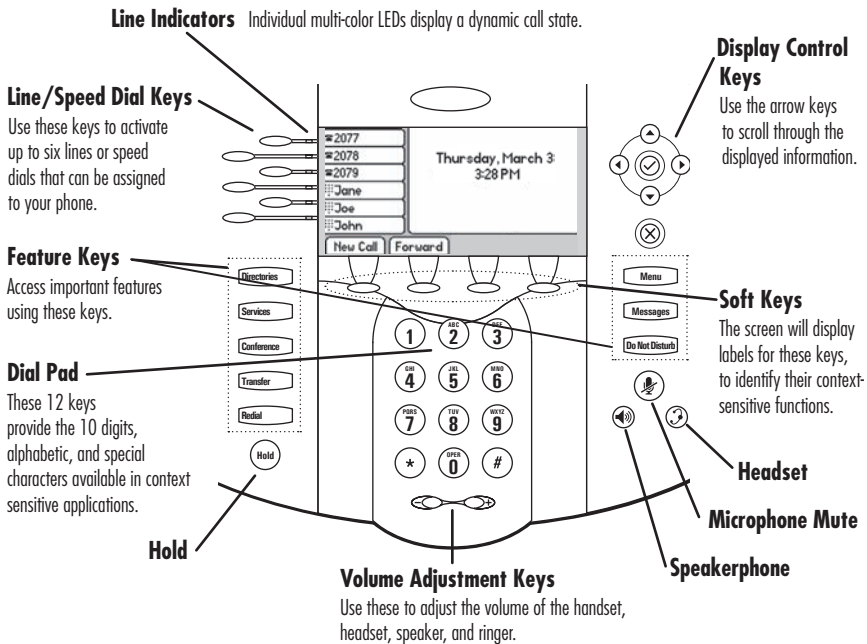 Line Indicators Individual multi-color LEDs display a dynamic call state.
Line/Speed Dial Keys
Use these keys to activate
up to six lines or speed
dials that can be assigned
to your phone.
Feature Keys
Access important features
using these keys.
Dial Pad
These 12 keys
provide the 10 digits,
alphabetic, and special
characters available in context
sensitive applications.
Hold
Directories
Services
Conference
Transfer
Redial
Hold
2077
2078
2079
Jane
Joe
John
Thursday, March 3
3:28 PM
New Call Forward
1 ABC 2 DEF 3
GHI 4 JKL 5 MNO 6
PQRS 7 TUV 8 WXYZ 9
* OPER 0 #
- +
Volume Adjustment Keys
Use these to adjust the volume of the handset,
headset, speaker, and ringer.
Display Control
Keys
Use the arrow keys
to scroll through the
displayed information.
Menu
Messages
Do Not Disturb
Soft Keys
The screen will display
labels for these keys,
to identify their context-
sensitive functions.
Headset
Microphone Mute
Speakerphone